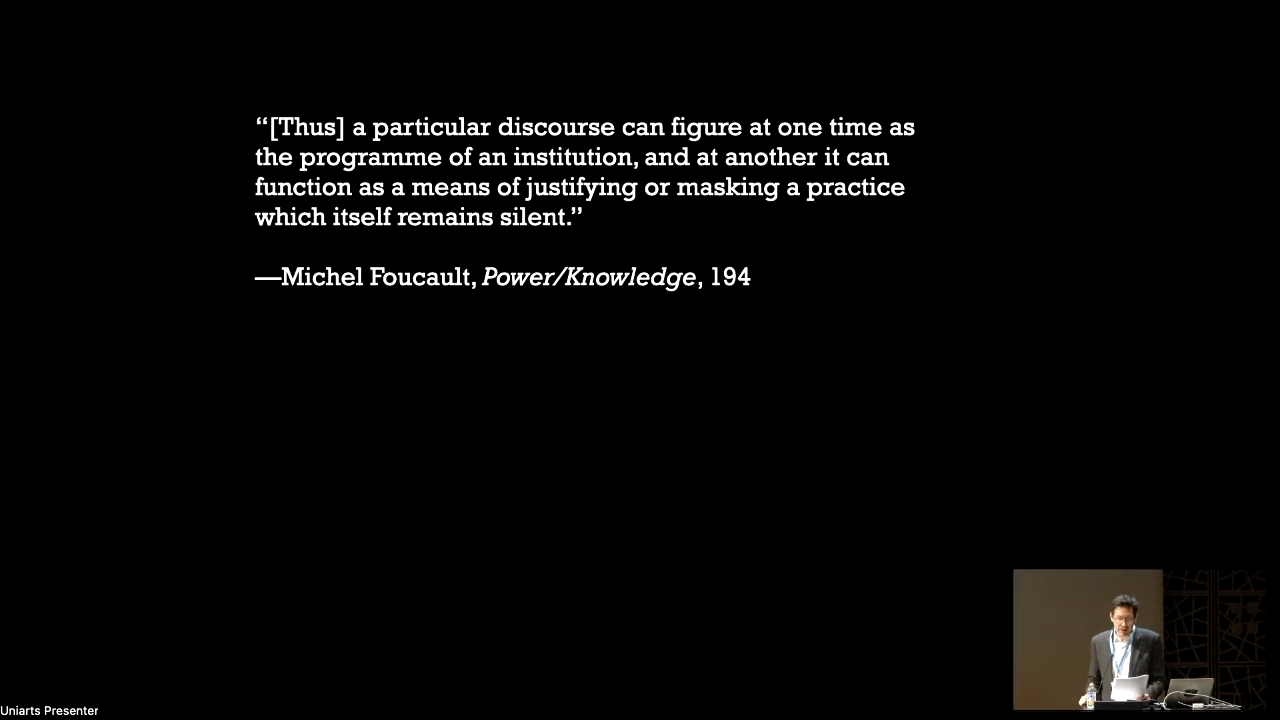 “[Thus] a particular discourse can figure at one time as
the programme of an institution, and at another it can
function as a means of justifying or masking a practice
which itself remains silent.”
—Michel Foucault, Power/Knowledge, 194
Uniarts Presenter